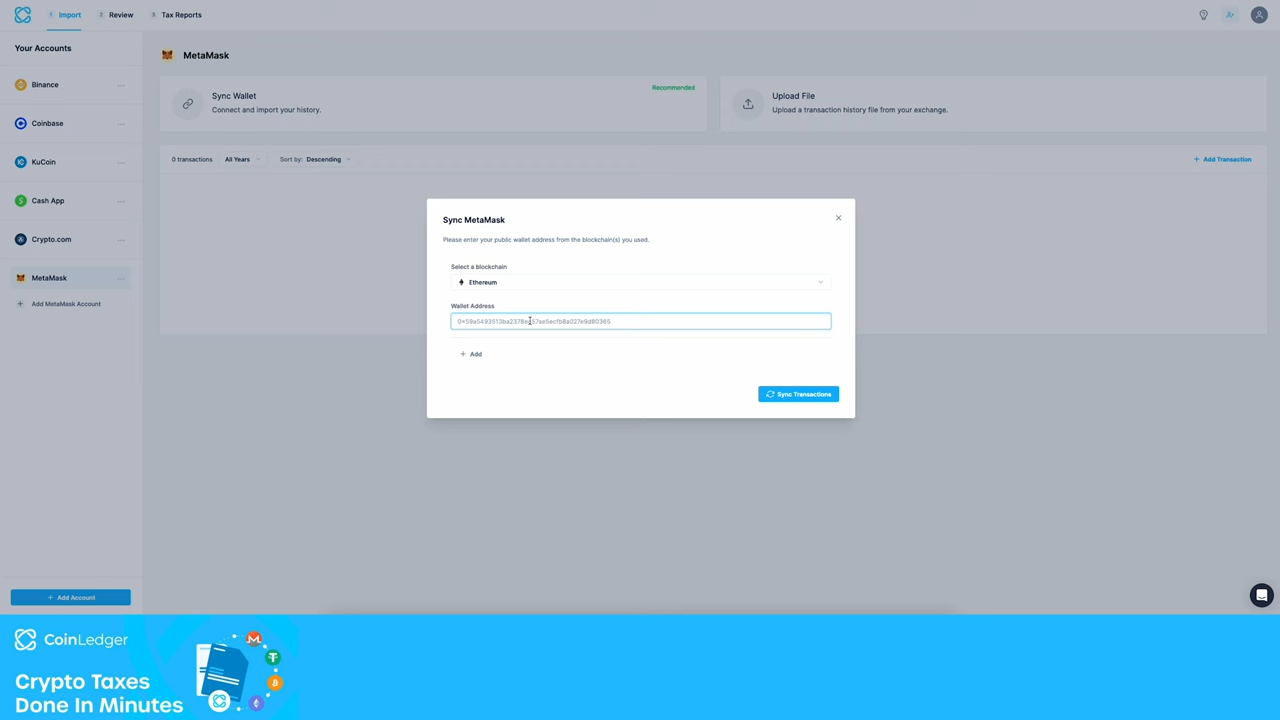 1 Import
2 Review
3 Tax Reports
Your Accounts
Binance
Coinbase
KuCoin
Cash App
Crypto.com
MetaMask
Add MetaMask Account
Add Account
MetaMask
Sync Wallet
Connect and import your history.
Recommended
Upload File
Upload a transaction history file from your exchange.
0 transactions
All Years
Sort by: Descending
+ Add Transaction
Sync MetaMask
Please enter your public wallet address from the blockchain(s) you used.
Select a blockchain
Ethereum
Wallet Address
+ Add
Sync Transactions
CoinLedger
Crypto Taxes
Done In Minutes